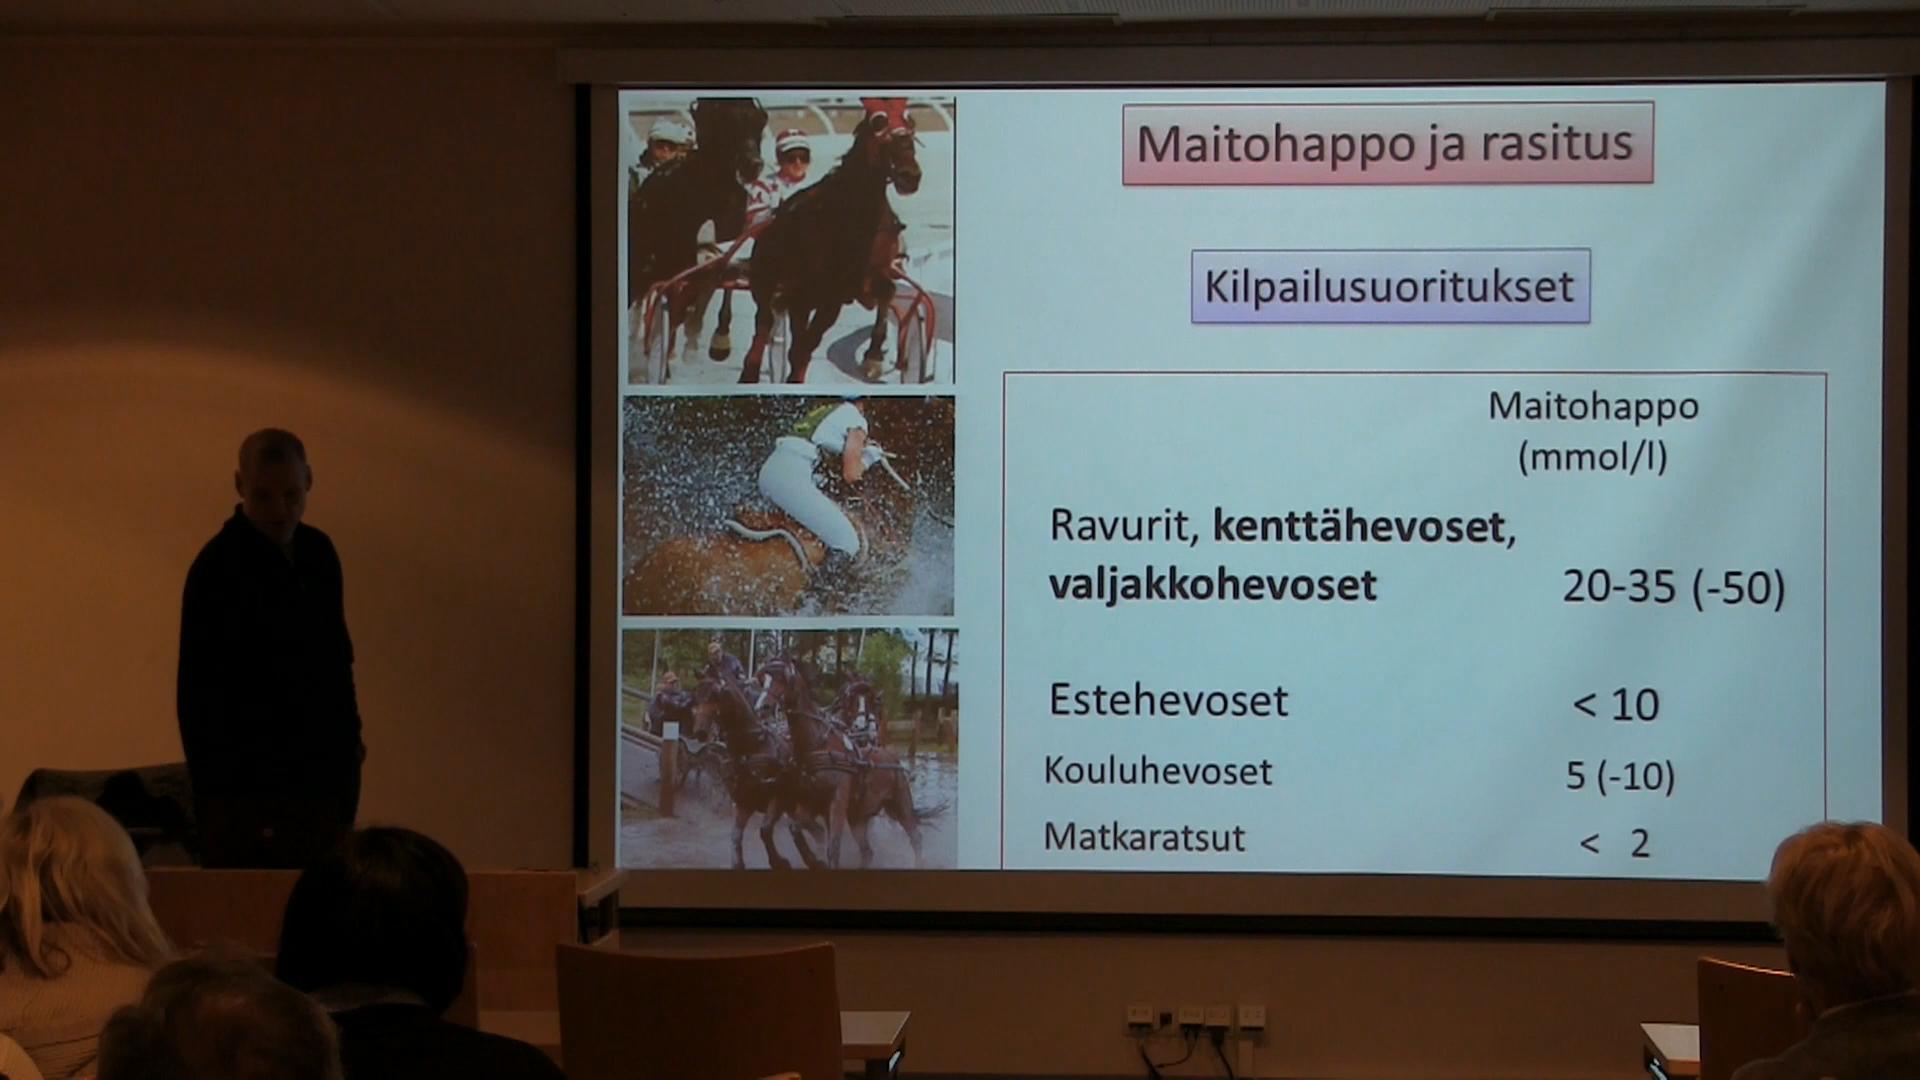 Maitohappo ja rasitus
Kilpailusuoritukset
Maitohappo
(mmol/l)
Ravurit, kenttähevoset,
valjakkohevoset 20-35 (-50)
Estehevoset < 10
Kouluhevoset 5 (-10)
Matkaratsut < 2